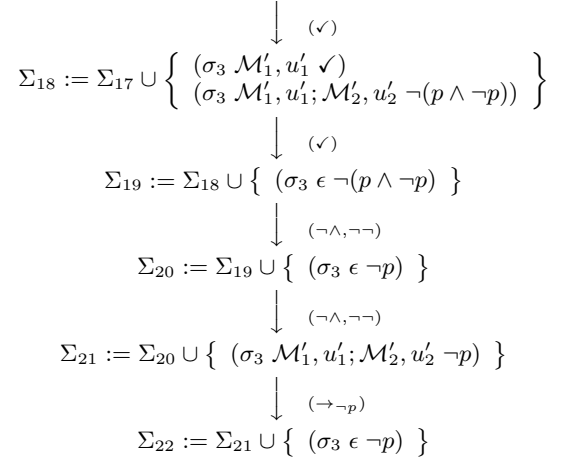 (✓)
Σ₁₈ := Σ₁₇ ∪ { (σ₃ ℳ′₁, u′₁ ✓)
(σ₃ ℳ′₁, u′₁; ℳ′₂, u′₂ ¬(p ∧ ¬p)) }
(✓)
Σ₁₉ := Σ₁₈ ∪ { (σ₃ ϵ ¬(p ∧ ¬p) }
(¬∧,¬¬)
Σ₂₀ := Σ₁₉ ∪ { (σ₃ ϵ ¬p) }
(¬∧,¬¬)
Σ₂₁ := Σ₂₀ ∪ { (σ₃ ℳ′₁, u′₁; ℳ′₂, u′₂ ¬p) }
(→¬p)
Σ₂₂ := Σ₂₁ ∪ { (σ₃ ϵ ¬p) }